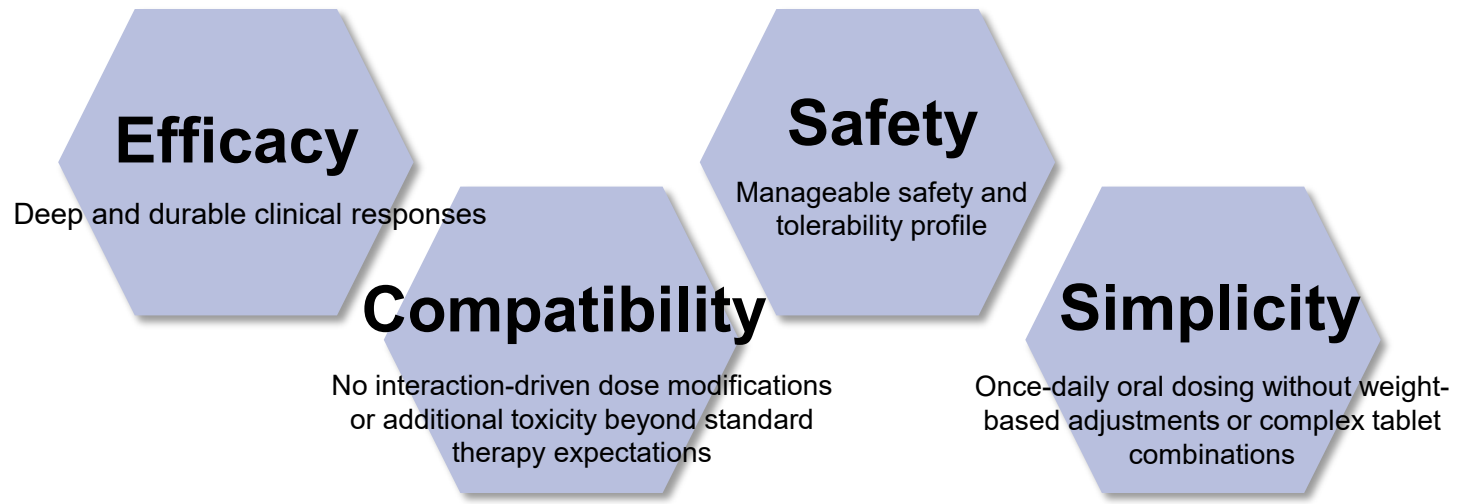 Efficacy
Deep and durable clinical responses
Compatibility
No interaction-driven dose modifications
or additional toxicity beyond standard
therapy expectations
Safety
Manageable safety and
tolerability profile
Simplicity
Once-daily oral dosing without weight-
based adjustments or complex tablet
combinations